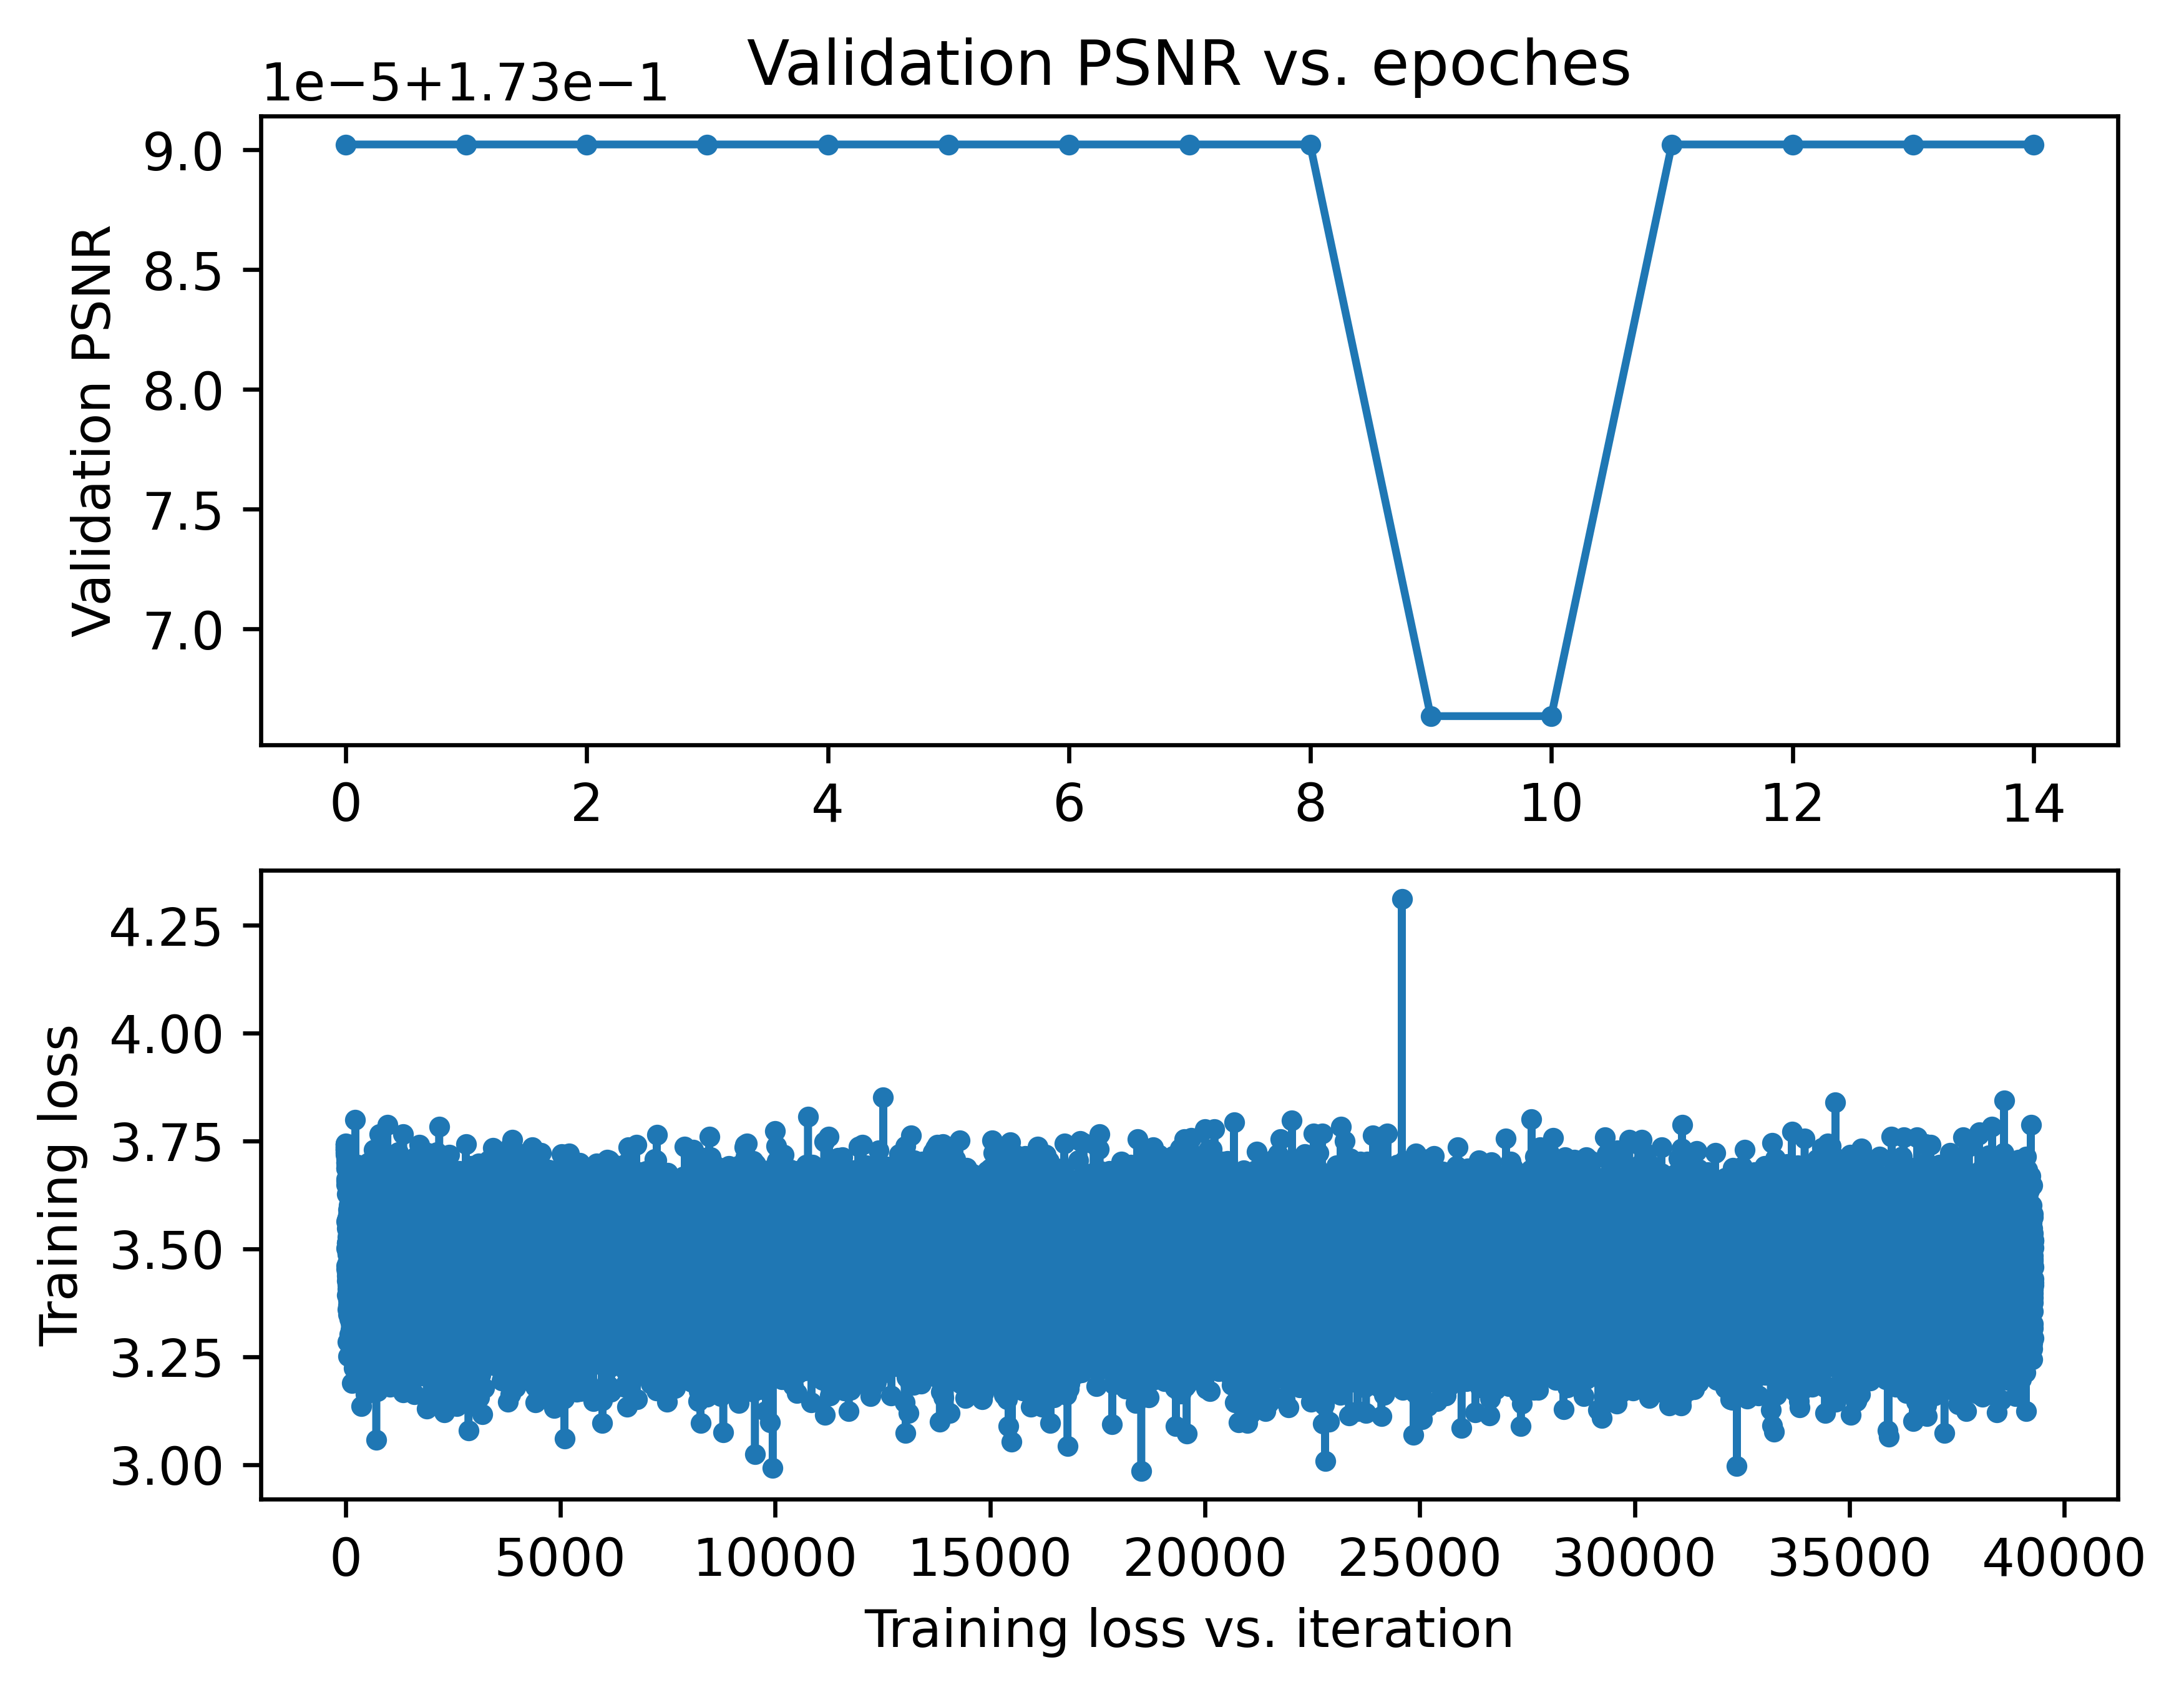 Validation PSNR vs. epoches
1e−5+1.73e−1
Validation PSNR
9.0
8.5
8.0
7.5
7.0
0 2 4 6 8 10 12 14
Training loss
4.25
4.00
3.75
3.50
3.25
3.00
0 5000 10000 15000 20000 25000 30000 35000 40000
Training loss vs. iteration